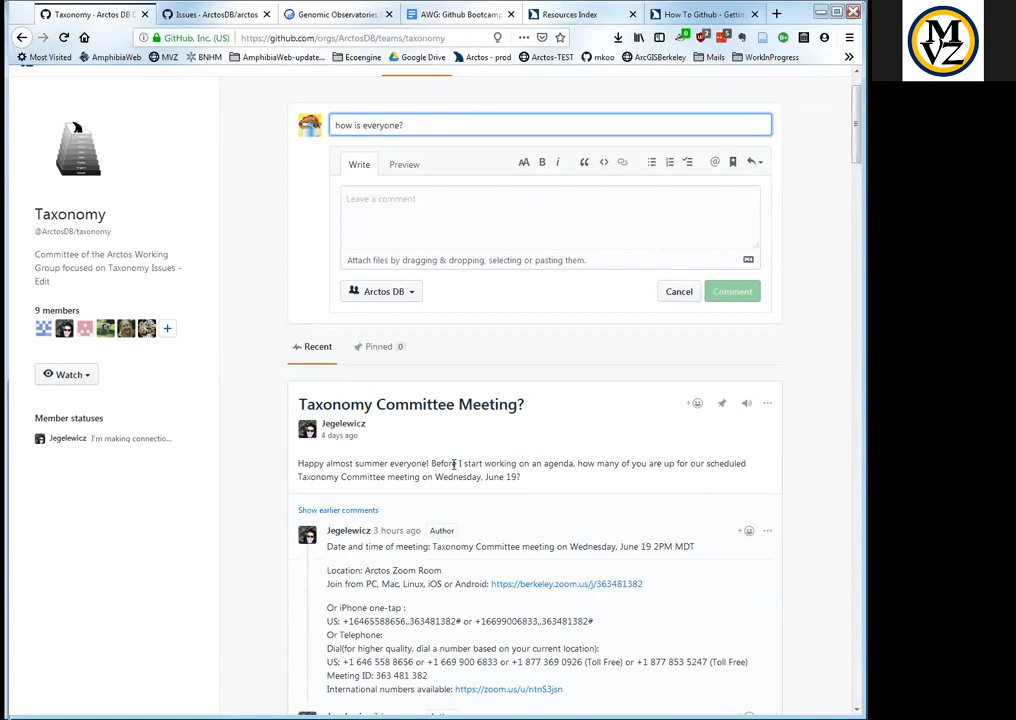 Taxonomy - Arctos DB
Issues - ArctosDB/arctos
Genomic Observatories
AWG: Github Bootcamp
Resources Index
How To Github - Getti
GitHub, Inc. (US)
https://github.com/orgs/ArctosDB/teams/taxonomy
Most Visited
AmphibiaWeb
MVZ
BNHM
AmphibiaWeb-update...
Ecoengine
Google Drive
Arctos - prod
Arctos-TEST
mkoo
ArcGISBerkeley
Mails
WorkInProgress
MVZ
how is everyone?
Write
Preview
AA B i
Leave a comment
Attach files by dragging & dropping, selecting or pasting them.
Arctos DB
Cancel
Comment
Taxonomy
@ArctosDB/taxonomy
Committee of the Arctos Working
Group focused on Taxonomy Issues -
Edit
9 members
Watch
Member statuses
Jegelewicz I'm making connectio...
Recent
Pinned 0
Taxonomy Committee Meeting?
Jegelewicz
4 days ago
Happy almost summer everyone! Before I start working on an agenda, how many of you are up for our scheduled
Taxonomy Committee meeting on Wednesday, June 19?
Show earlier comments
Jegelewicz 3 hours ago Author
Date and time of meeting: Taxonomy Committee meeting on Wednesday, June 19 2PM MDT
Location: Arctos Zoom Room
Join from PC, Mac, Linux, iOS or Android: https://berkeley.zoom.us/j/363481382
Or iPhone one-tap :
US: +16465588656,,363481382# or +16699006833,,363481382#
Or Telephone:
Dial(for higher quality, dial a number based on your current location):
US: +1 646 558 8656 or +1 669 900 6833 or +1 877 369 0926 (Toll Free) or +1 877 853 5247 (Toll Free)
Meeting ID: 363 481 382
International numbers available: https://zoom.us/u/ntnS3jsn